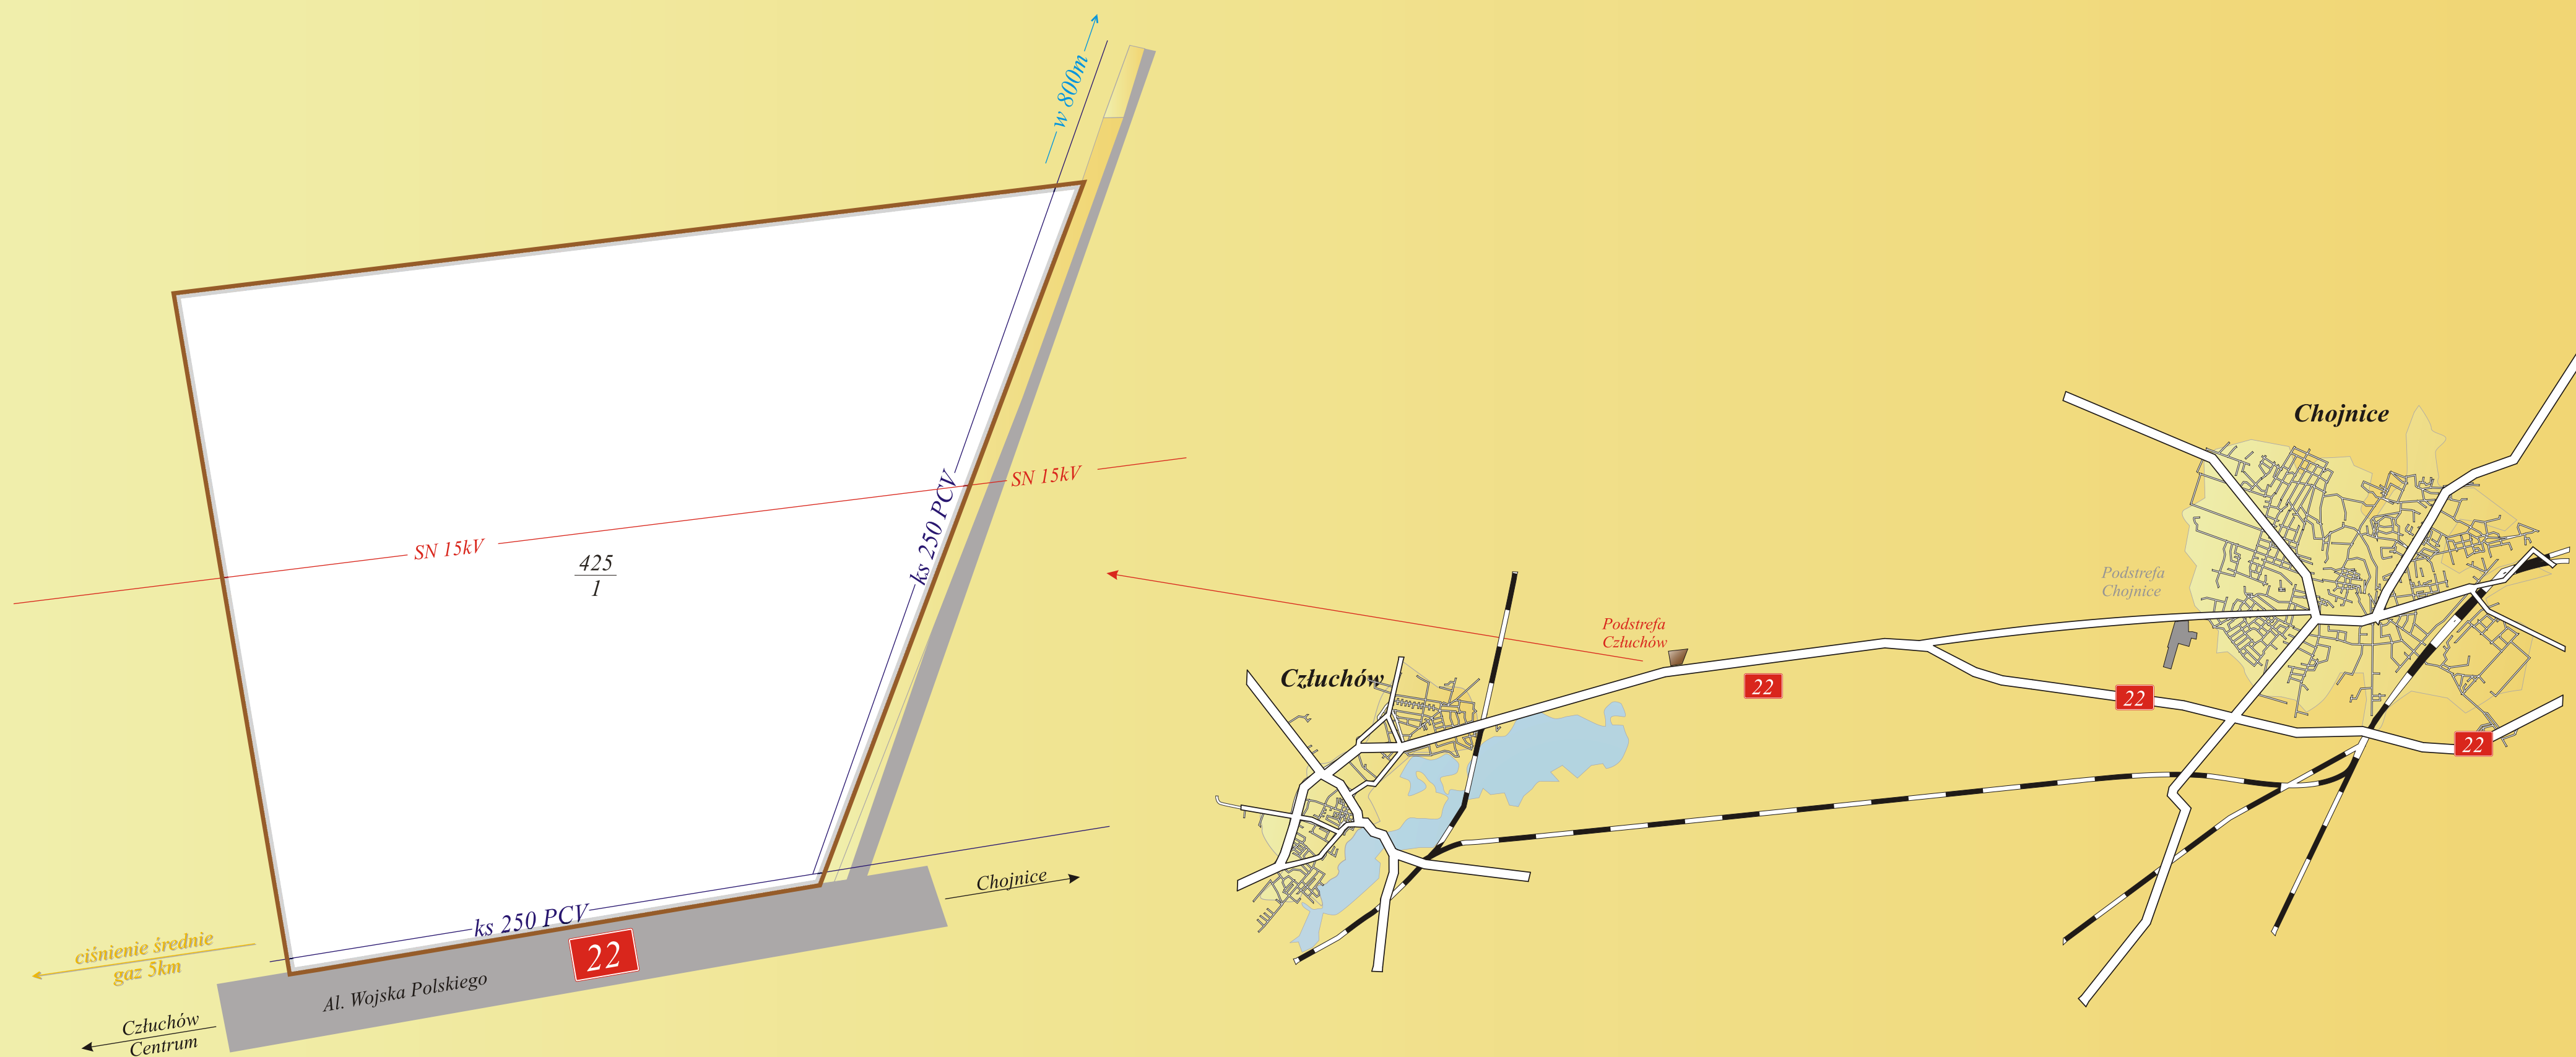 w 800m
SN 15kV
SN 15kV
425
1
ks 250 PCV
ks 250 PCV
22
Al. Wojska Polskiego
Chojnice
ciśnienie średnie
gaz 5km
Człuchów
Centrum
Chojnice
Podstrefa
Chojnice
Podstrefa
Człuchów
Człuchów
22
22
22